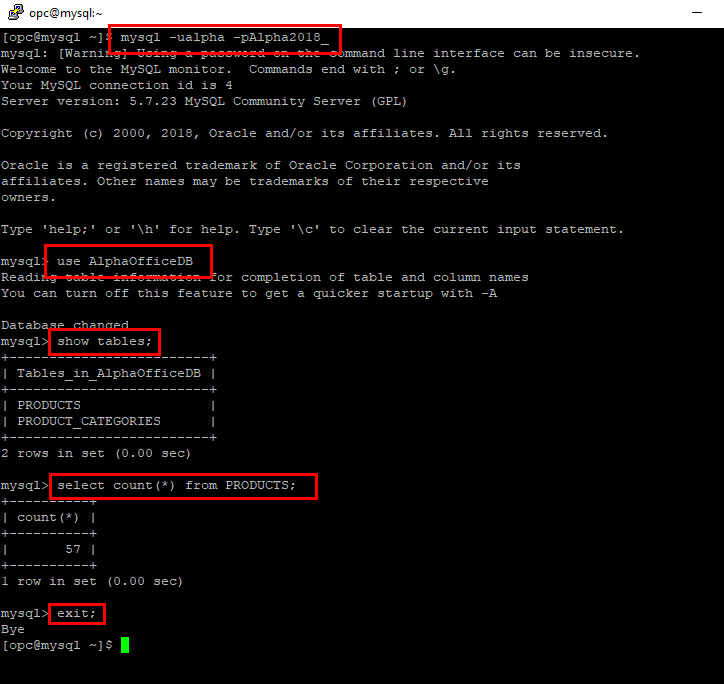 opc@mysql:~
[opc@mysql ~]$ mysql -ualpha -pAlpha2018_
mysql: [Warning] Using a password on the command line interface can be insecure.
Welcome to the MySQL monitor.  Commands end with ; or \g.
Your MySQL connection id is 4
Server version: 5.7.23 MySQL Community Server (GPL)
Copyright (c) 2000, 2018, Oracle and/or its affiliates. All rights reserved.
Oracle is a registered trademark of Oracle Corporation and/or its
affiliates. Other names may be trademarks of their respective
owners.
Type 'help;' or '\h' for help. Type '\c' to clear the current input statement.
mysql> use AlphaOfficeDB
Reading table information for completion of table and column names
You can turn off this feature to get a quicker startup with -A
Database changed
mysql> show tables;
+-------------------------+
| Tables_in_AlphaOfficeDB |
+-------------------------+
| PRODUCTS                |
| PRODUCT_CATEGORIES      |
+-------------------------+
2 rows in set (0.00 sec)
mysql> select count(*) from PRODUCTS;
+----------+
| count(*) |
+----------+
|       57 |
+----------+
1 row in set (0.00 sec)
mysql> exit;
Bye
[opc@mysql ~]$